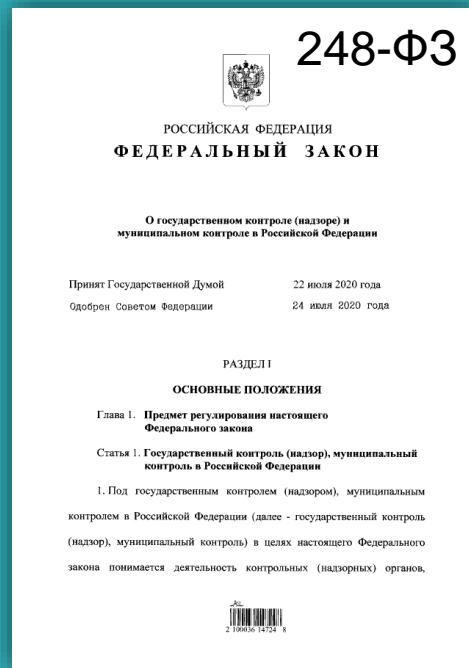 248-ФЗ
РОССИЙСКАЯ ФЕДЕРАЦИЯ
ФЕДЕРАЛЬНЫЙ ЗАКОН
О государственном контроле (надзоре) и
муниципальном контроле в Российской Федерации
Принят Государственной Думой 22 июля 2020 года
Одобрен Советом Федерации 24 июля 2020 года
РАЗДЕЛ I
ОСНОВНЫЕ ПОЛОЖЕНИЯ
Глава 1. Предмет регулирования настоящего
Федерального закона
Статья 1. Государственный контроль (надзор), муниципальный
контроль в Российской Федерации
1. Под государственным контролем (надзором), муниципальным
контролем в Российской Федерации (далее - государственный контроль
(надзор), муниципальный контроль) в целях настоящего Федерального
закона понимается деятельность контрольных (надзорных) органов,
2 100036 14724 8